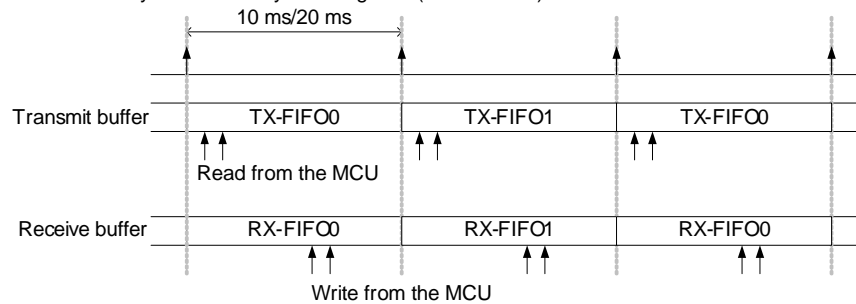 10 ms/20 ms
Transmit buffer TX-FIFO0 TX-FIFO1 TX-FIFO0
Read from the MCU
Receive buffer RX-FIFO0 RX-FIFO1 RX-FIFO0
Write from the MCU